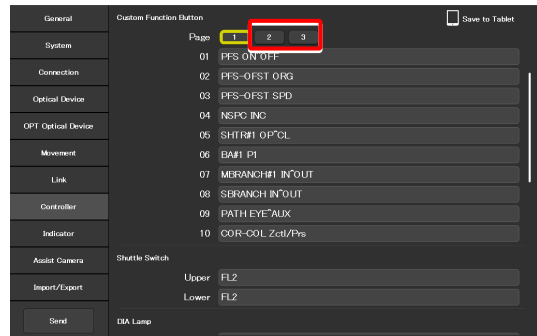 General
System
Connection
Optical Device
OPT Optical Device
Movement
Link
Controller
Indicator
Assist Camera
Import/Export
Send
Custom Function Button
Save to Tablet
Page 1 2 3
01 PFS ON^OFF
02 PFS-OFST ORG
03 PFS-OFST SPD
04 NSPC INC
05 SHTR#1 OP^CL
06 BA#1 P1
07 MBRANCH#1 IN^OUT
08 SBRANCH IN^OUT
09 PATH EYE^AUX
10 COR-COL Zctl/Prs
Shuttle Switch
Upper FL2
Lower FL2
DIA Lamp